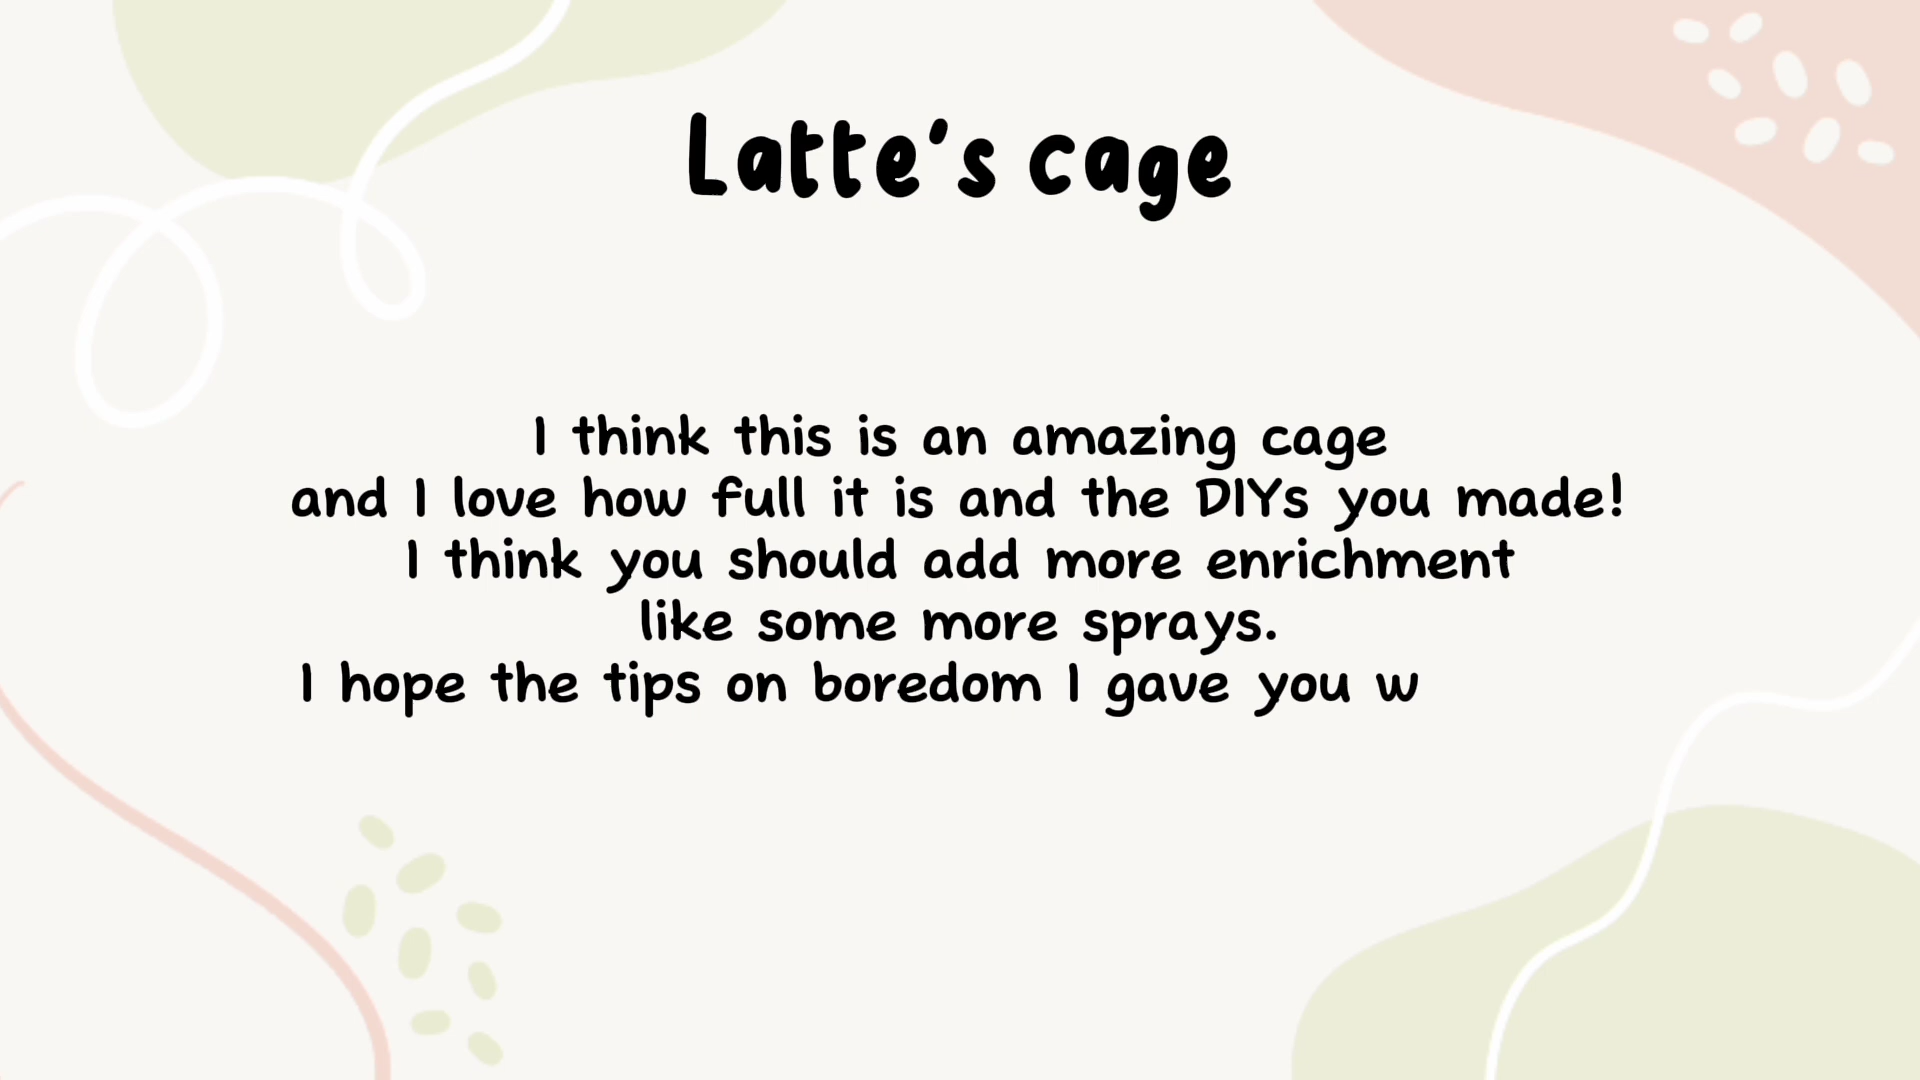 Latte's cage
I think this is an amazing cage
and I love how full it is and the DIYs you made!
I think you should add more enrichment
like some more sprays.
I hope the tips on boredom I gave you w